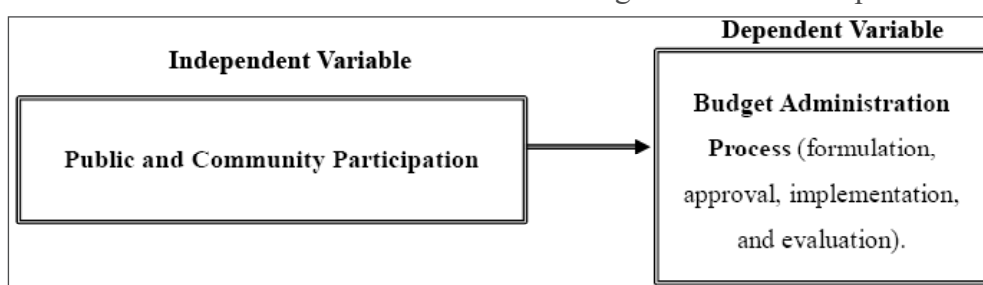 Independent Variable
Public and Community Participation
Dependent Variable
Budget Administration
Process (formulation,
approval, implementation,
and evaluation).